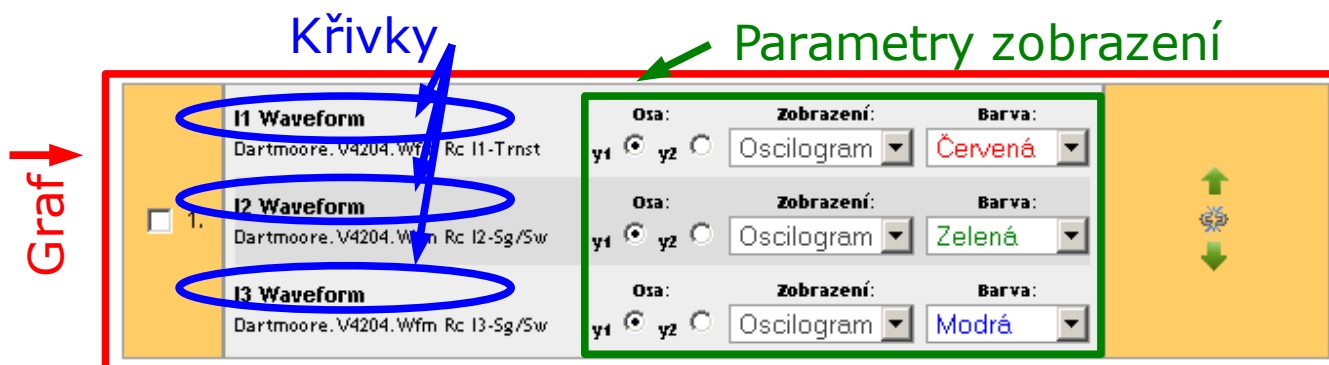 Křivky
Parametry zobrazení
Graf
1.
I1 Waveform
Dartmoore.V4204.Wfm Rc I1-Trnst
Osa: Zobrazení: Barva:
y1 y2 Oscilogram Červená
I2 Waveform
Dartmoore.V4204.Wfm Rc I2-Sg/Sw
Osa: Zobrazení: Barva:
y1 y2 Oscilogram Zelená
I3 Waveform
Dartmoore.V4204.Wfm Rc I3-Sg/Sw
Osa: Zobrazení: Barva:
y1 y2 Oscilogram Modrá